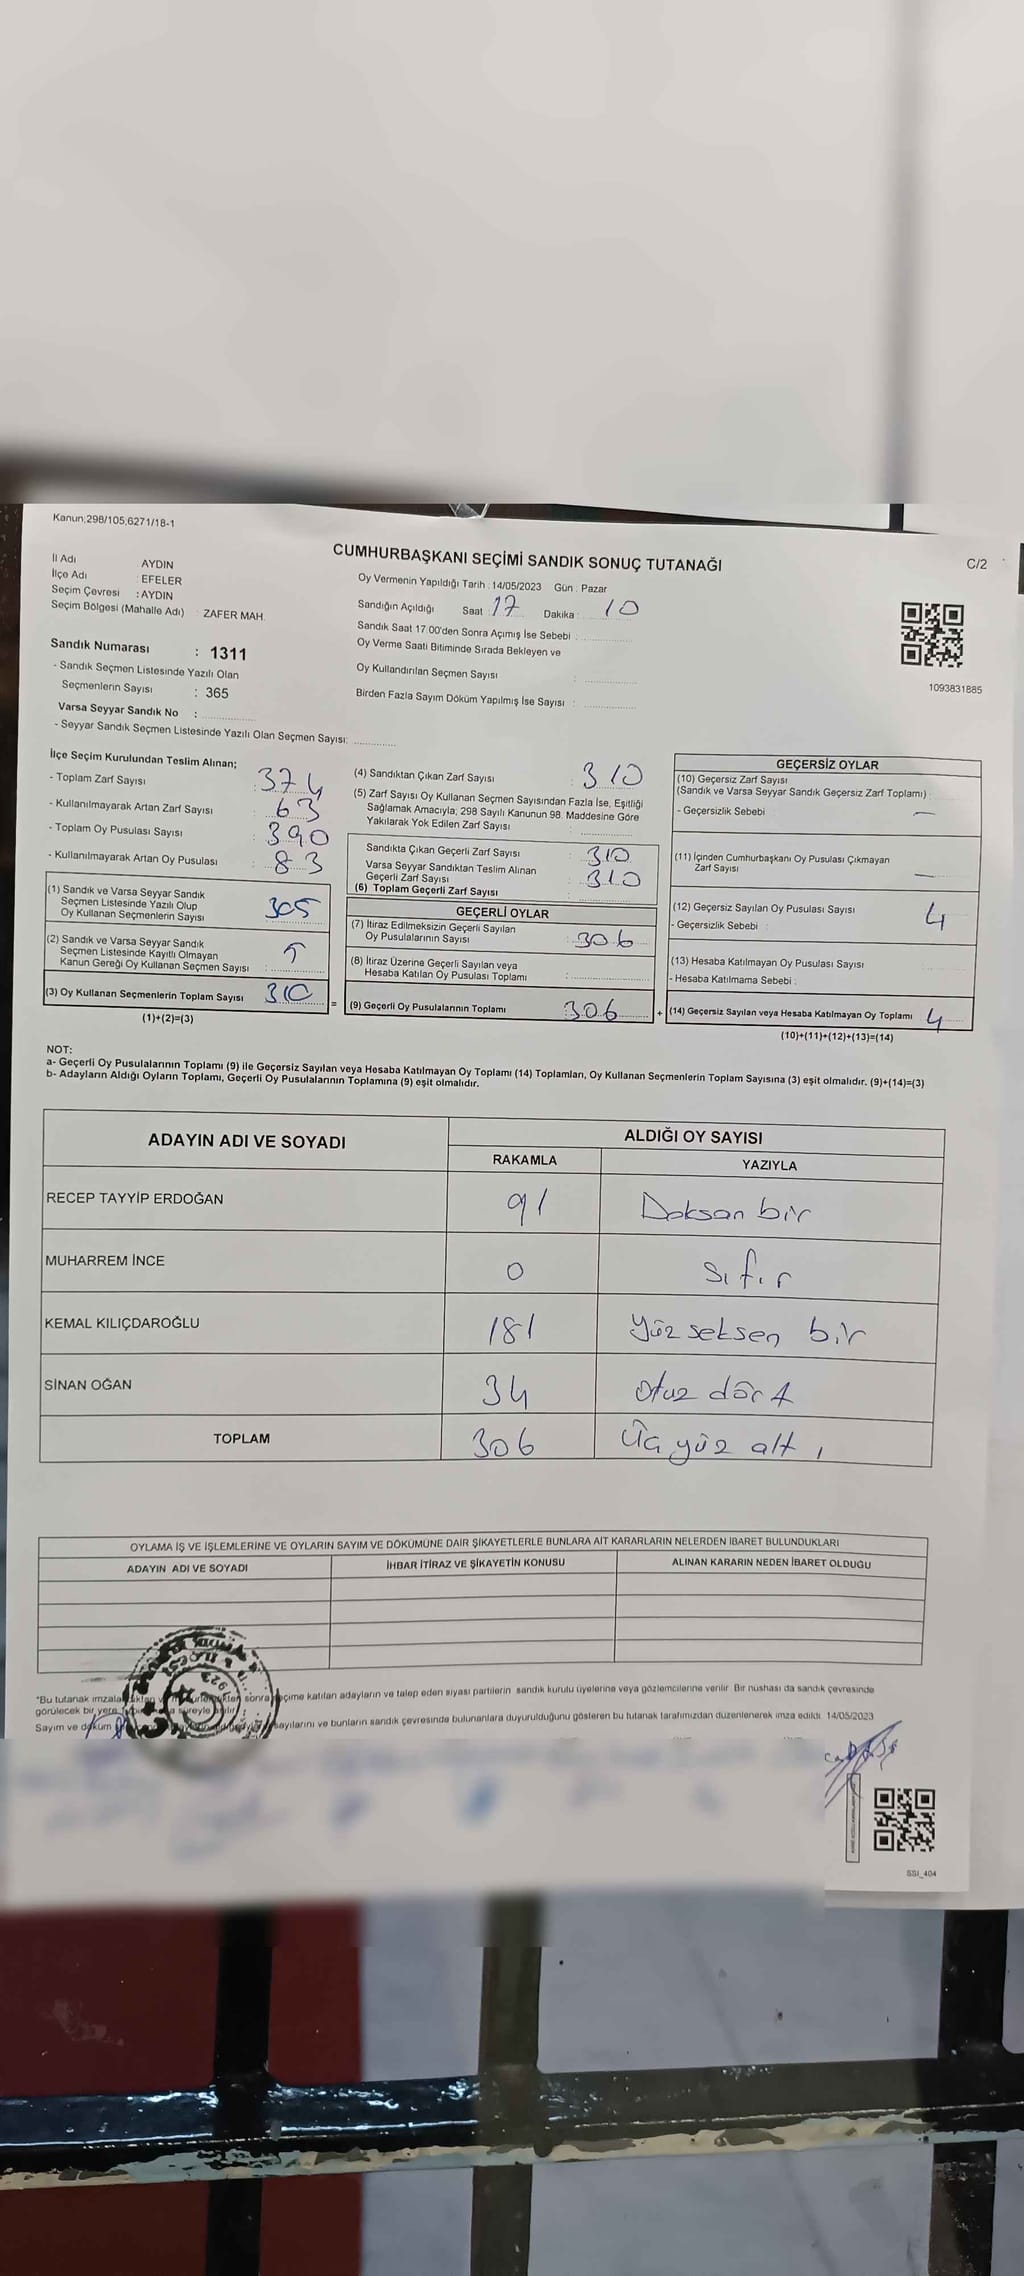 Kanun;298/105,6271/18-1
CUMHURBAŞKANI SEÇİMİ SANDIK SONUÇ TUTANAĞI
C/2
İl Adı AYDIN
İlçe Adı : EFELER
Seçim Çevresi : AYDIN
Seçim Bölgesi (Mahalle Adı) : ZAFER MAH.
Oy Vermenin Yapıldığı Tarih : 14/05/2023 Gün : Pazar
Sandığın Açıldığı Saat : 17 Dakika : 10
Sandık Saat 17:00'den Sonra Açımış İse Sebebi :
Oy Verme Saati Bitiminde Sırada Bekleyen ve
Oy Kullandırılan Seçmen Sayısı :
Birden Fazla Sayım Döküm Yapılmış İse Sayısı :
1093831885
Sandık Numarası : 1311
- Sandık Seçmen Listesinde Yazılı Olan
Seçmenlerin Sayısı : 365
Varsa Seyyar Sandık No :
- Seyyar Sandık Seçmen Listesinde Yazılı Olan Seçmen Sayısı:
İlçe Seçim Kurulundan Teslim Alınan;
- Toplam Zarf Sayısı : 374
- Kullanılmayarak Artan Zarf Sayısı : 63
- Toplam Oy Pusulası Sayısı : 390
- Kullanılmayarak Artan Oy Pusulası : 83
(1) Sandık ve Varsa Seyyar Sandık
Seçmen Listesinde Yazılı Olup
Oy Kullanan Seçmenlerin Sayısı 305
(2) Sandık ve Varsa Seyyar Sandık
Seçmen Listesinde Kayıtlı Olmayan
Kanun Gereği Oy Kullanan Seçmen Sayısı : 5
(3) Oy Kullanan Seçmenlerin Toplam Sayısı 310
(1)+(2)=(3)
(4) Sandıktan Çıkan Zarf Sayısı : 310
(5) Zarf Sayısı Oy Kullanan Seçmen Sayısından Fazla İse, Eşitliği
Sağlamak Amacıyla; 298 Sayılı Kanunun 98. Maddesine Göre
Yakılarak Yok Edilen Zarf Sayısı :
Sandıkta Çıkan Geçerli Zarf Sayısı : 310
Varsa Seyyar Sandıktan Teslim Alınan
Geçerli Zarf Sayısı : 310
(6) Toplam Geçerli Zarf Sayısı :
GEÇERLİ OYLAR
(7) İtiraz Edilmeksizin Geçerli Sayılan
Oy Pusulalarının Sayısı : 306
(8) İtiraz Üzerine Geçerli Sayılan veya
Hesaba Katılan Oy Pusulası Toplamı :
= (9) Geçerli Oy Pusulalarının Toplamı : 306
GEÇERSİZ OYLAR
(10) Geçersiz Zarf Sayısı
(Sandık ve Varsa Seyyar Sandık Geçersiz Zarf Toplamı) :
- Geçersizlik Sebebi : —
(11) İçinden Cumhurbaşkanı Oy Pusulası Çıkmayan
Zarf Sayısı : —
(12) Geçersiz Sayılan Oy Pusulası Sayısı : 4
- Geçersizlik Sebebi :
(13) Hesaba Katılmayan Oy Pusulası Sayısı :
- Hesaba Katılmama Sebebi :
+ (14) Geçersiz Sayılan veya Hesaba Katılmayan Oy Toplamı : 4
(10)+(11)+(12)+(13)=(14)
NOT:
a- Geçerli Oy Pusulalarının Toplamı (9) ile Geçersiz Sayılan veya Hesaba Katılmayan Oy Toplamı (14) Toplamları, Oy Kullanan Seçmenlerin Toplam Sayısına (3) eşit olmalıdır. (9)+(14)=(3)
b- Adayların Aldığı Oyların Toplamı, Geçerli Oy Pusulalarının Toplamına (9) eşit olmalıdır.
ADAYIN ADI VE SOYADI ALDIĞI OY SAYISI
RAKAMLA YAZIYLA
RECEP TAYYİP ERDOĞAN 91 Doksan bir
MUHARREM İNCE 0 sıfır
KEMAL KILIÇDAROĞLU 181 Yüz seksen bir
SİNAN OĞAN 34 otuz dört
TOPLAM 306 Üç yüz altı
OYLAMA İŞ VE İŞLEMLERİNE VE OYLARIN SAYIM VE DÖKÜMÜNE DAİR ŞİKAYETLERLE BUNLARA AİT KARARLARIN NELERDEN İBARET BULUNDUKLARI
ADAYIN ADI VE SOYADI İHBAR İTİRAZ VE ŞİKAYETİN KONUSU ALINAN KARARIN NEDEN İBARET OLDUĞU
1923
"Bu tutanak sonra seçime katılan adayların ve talep eden siyasi partilerin sandık kurulu üyelerine veya gözlemcilerine verilir. Bir nüshası da sandık çevresinde
görülecek bir yere süreyle asılır.
Sayım ve döküm sayılarını ve bunların sandık çevresinde bulunanlara duyurulduğunu gösteren bu tutanak tarafımızdan düzenlenerek imza edildi. 14/05/2023
SSI_404